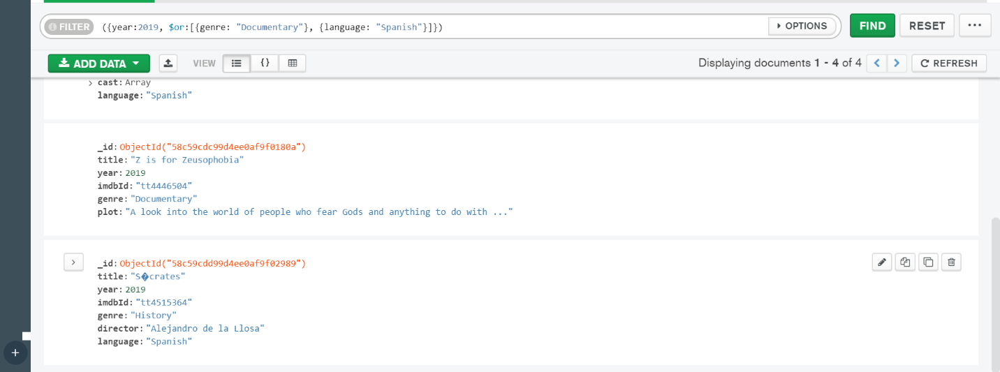 FILTER ({year:2019, $or:[{genre: "Documentary"}, {language: "Spanish"}]}) OPTIONS FIND RESET ...
ADD DATA VIEW {} Displaying documents 1 - 4 of 4 < > REFRESH
> cast: Array
language: "Spanish"
_id: ObjectId("58c59cdc99d4ee0af9f0180a")
title: "Z is for Zeusophobia"
year: 2019
imdbId: "tt4446504"
genre: "Documentary"
plot: "A look into the world of people who fear Gods and anything to do with ..."
> _id: ObjectId("58c59cdd99d4ee0af9f02989")
title: "S�crates"
year: 2019
imdbId: "tt4515364"
genre: "History"
director: "Alejandro de la Llosa"
language: "Spanish"
+